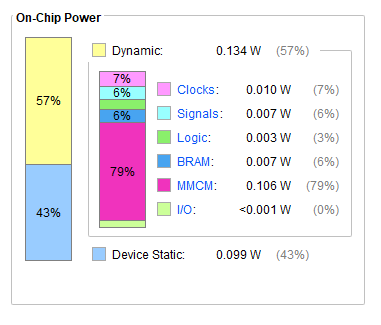 On-Chip Power
57%
43%
Dynamic: 0.134 W (57%)
7%
6%
6%
79%
Clocks: 0.010 W (7%)
Signals: 0.007 W (6%)
Logic: 0.003 W (3%)
BRAM: 0.007 W (6%)
MMCM: 0.106 W (79%)
I/O: <0.001 W (0%)
Device Static: 0.099 W (43%)